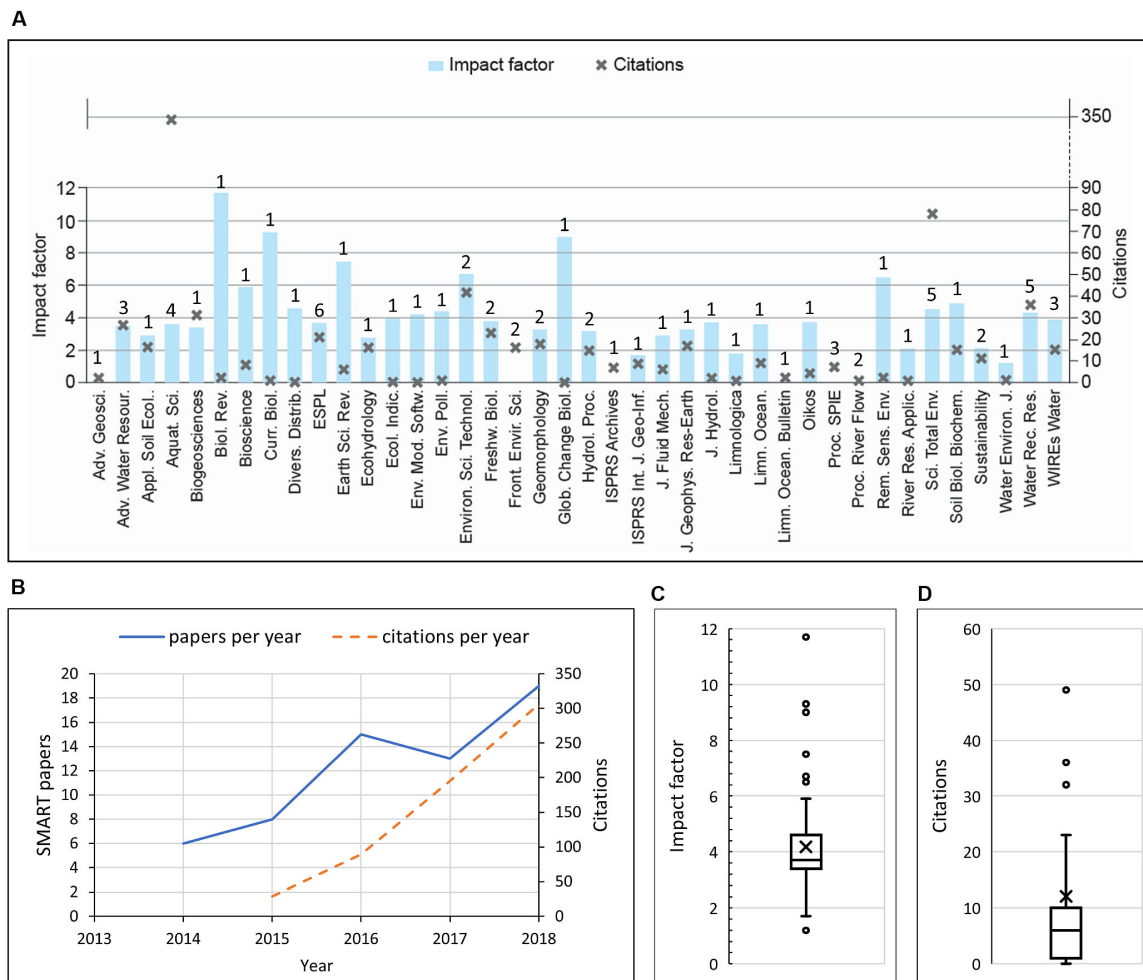 A
Impact factor
Citations
350
12
10
8
6
4
2
0
90
80
70
60
50
40
30
20
10
0
Impact factor
Citations
1
3
1
4
1
1
1
1
1
6
1
1
1
1
1
2
1
2
2
1
2
1
1
1
1
1
1
1
1
1
3
2
1
1
5
1
2
1
5
3
Adv. Geosci.
Adv. Water Resour.
Appl. Soil Ecol..
Aquat. Sci.
Biogeosciences
Biol. Rev.
Bioscience
Curr. Biol.
Divers. Distrib.
ESPL
Earth Sci. Rev.
Ecohydrology
Ecol. Indic.
Env. Mod. Softw.
Env. Poll.
Environ. Sci. Technol.
Freshw. Biol.
Front. Envir. Sci.
Geomorphology
Glob. Change Biol.
Hydrol. Proc.
ISPRS Archives
ISPRS Int. J. Geo-Inf.
J. Fluid Mech.
J. Geophys. Res-Earth
J. Hydrol.
Limnologica
Limn. Ocean.
Limn. Ocean. Bulletin
Oikos
Proc. SPIE
Proc. River Flow
Rem. Sens. Env.
River Res. Applic.
Sci. Total Env.
Soil Biol. Biochem.
Sustainability
Water Environ. J.
Water Rec. Res.
WIREs Water
B
papers per year
citations per year
20
18
16
14
12
10
8
6
4
2
0
SMART papers
350
300
250
200
150
100
50
0
Citations
2013
2014
2015
2016
2017
2018
Year
C
12
10
8
6
4
2
0
Impact factor
D
60
50
40
30
20
10
0
Citations